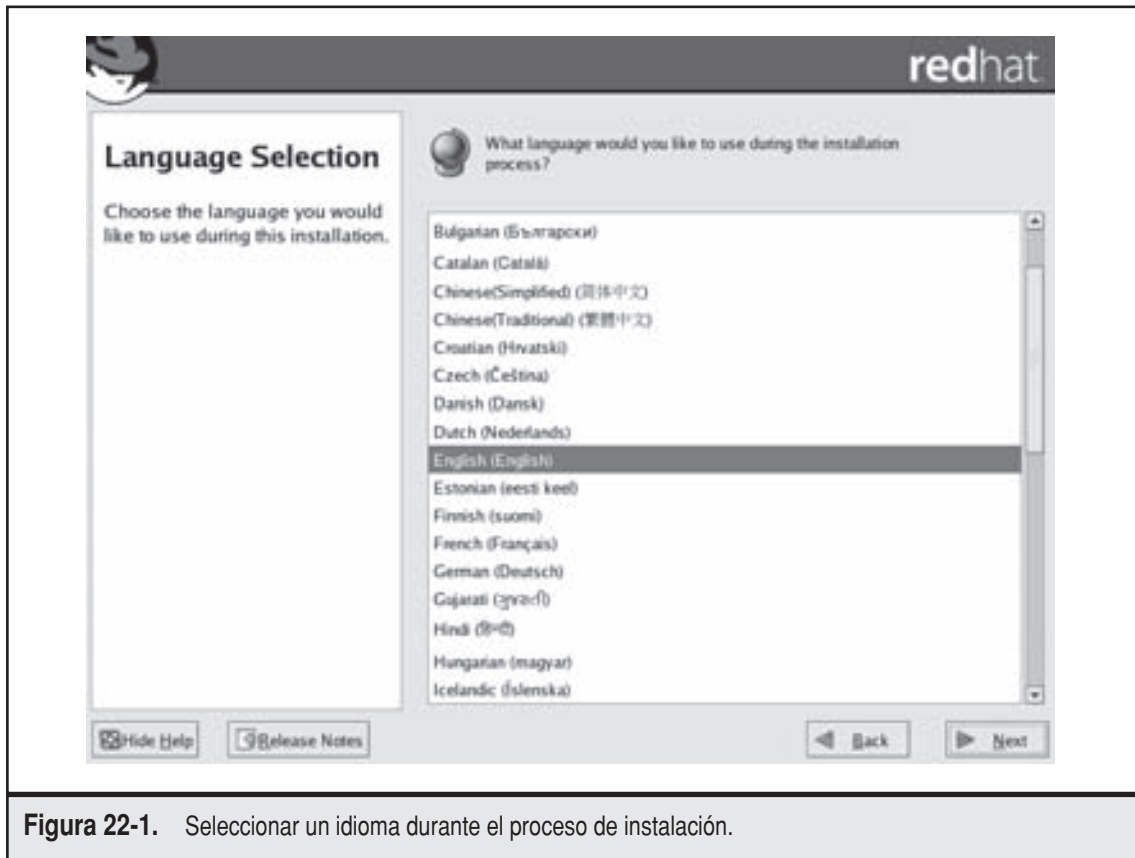 redhat
Language Selection
Choose the language you would
like to use during this installation.
What language would you like to use during the installation
process?
Bulgarian (Български)
Catalan (Català)
Chinese(Simplified) (简体中文)
Chinese(Traditional) (繁體中文)
Croatian (Hrvatski)
Czech (Čeština)
Danish (Dansk)
Dutch (Nederlands)
English (English)
Estonian (eesti keel)
Finnish (suomi)
French (Français)
German (Deutsch)
Gujarati (ગુજરાતી)
Hindi (हिन्दी)
Hungarian (magyar)
Icelandic (Íslenska)
Hide Help
Release Notes
Back
Next
Figura 22-1. Seleccionar un idioma durante el proceso de instalación.